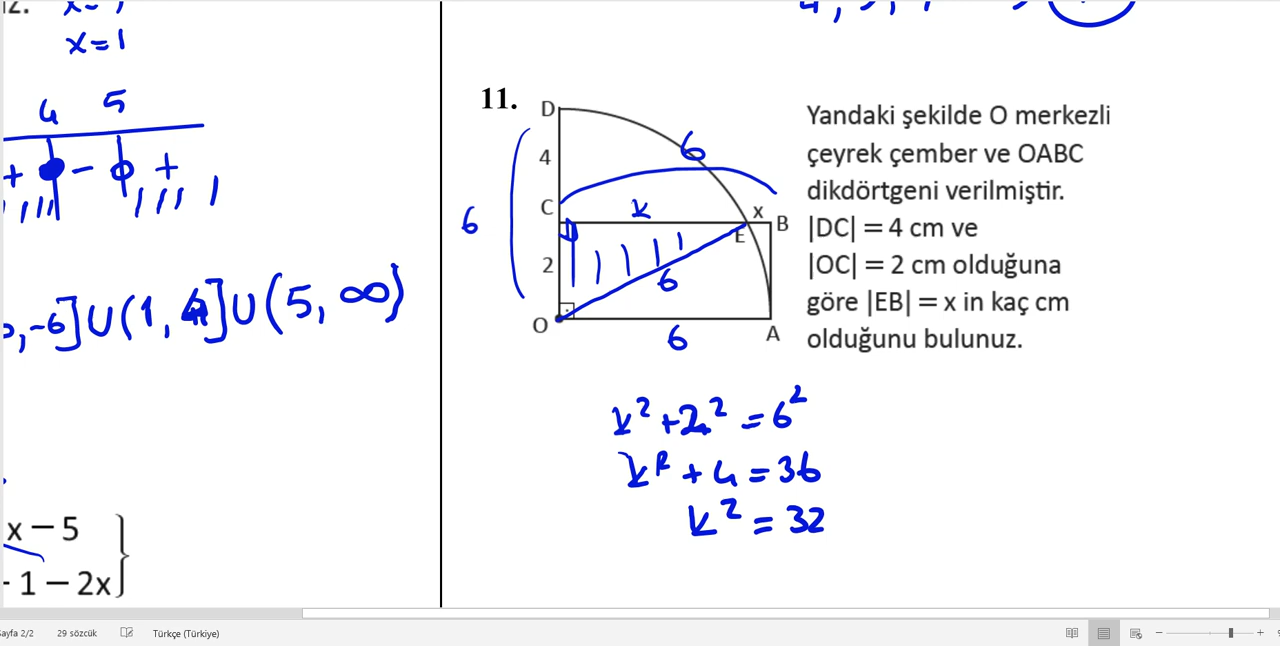 12.
x=1
4 5
+ - +
,-6] U (1, 4] U (5, ∞)
x – 5
- 1 – 2x
11.
D
6
4
C
k
x
B
E
6
2
6
O
6
A
Yandaki şekilde O merkezli
çeyrek çember ve OABC
dikdörtgeni verilmiştir.
|DC| = 4 cm ve
|OC| = 2 cm olduğuna
göre |EB| = x in kaç cm
olduğunu bulunuz.
k² + 2² = 6²
k² + 4 = 36
k² = 32
Sayfa 2/2 29 sözcük Türkçe (Türkiye)